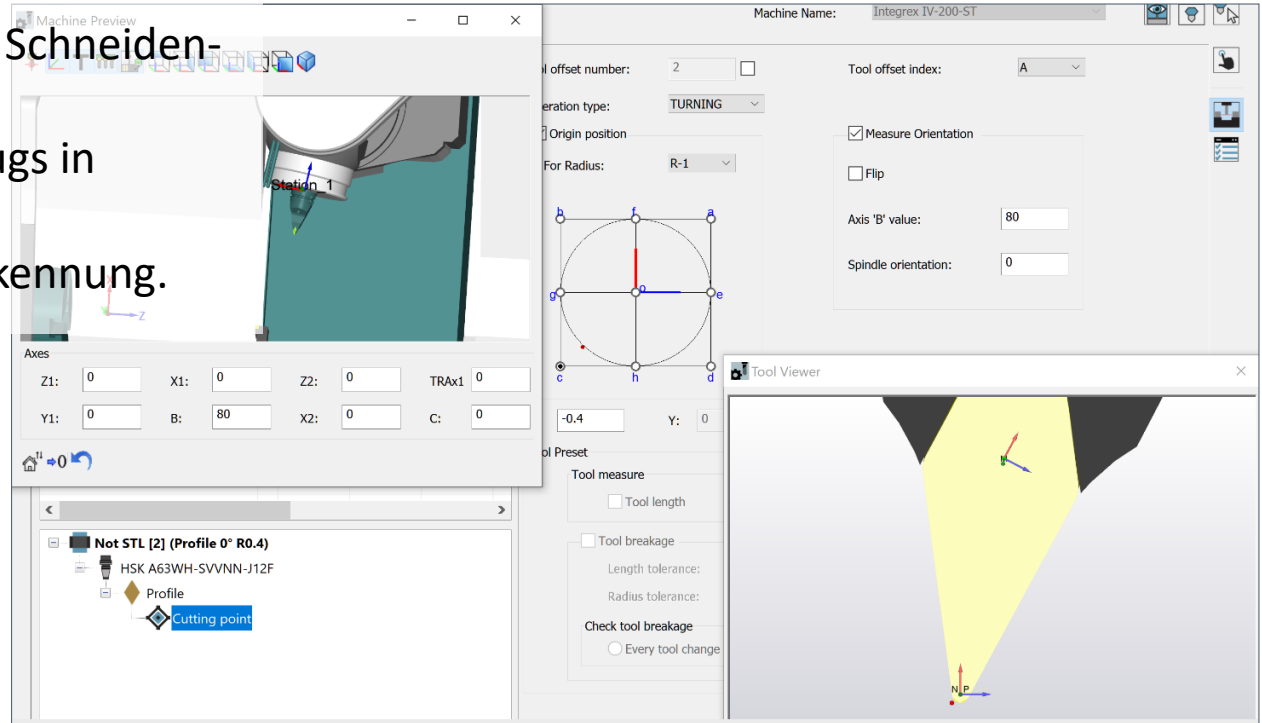 Machine Preview
Schneiden-
ugs in
kennung.
Station_1
Z
Axes
Z1: 0 X1: 0 Z2: 0 TRAx1 0
Y1: 0 B: 80 X2: 0 C: 0
0
Machine Name: Integrex IV-200-ST
ol offset number: 2 Tool offset index: A
eration type: TURNING
Origin position Measure Orientation
For Radius: R-1 Flip
Axis 'B' value: 80
Spindle orientation: 0
b f a
g o e
c h d
-0.4 Y: 0
ol Preset
Tool measure
Tool length
Tool breakage
Length tolerance:
Radius tolerance:
Check tool breakage
Every tool change
Not STL [2] (Profile 0° R0.4)
HSK A63WH-SVVNN-J12F
Profile
Cutting point
Tool Viewer
N P